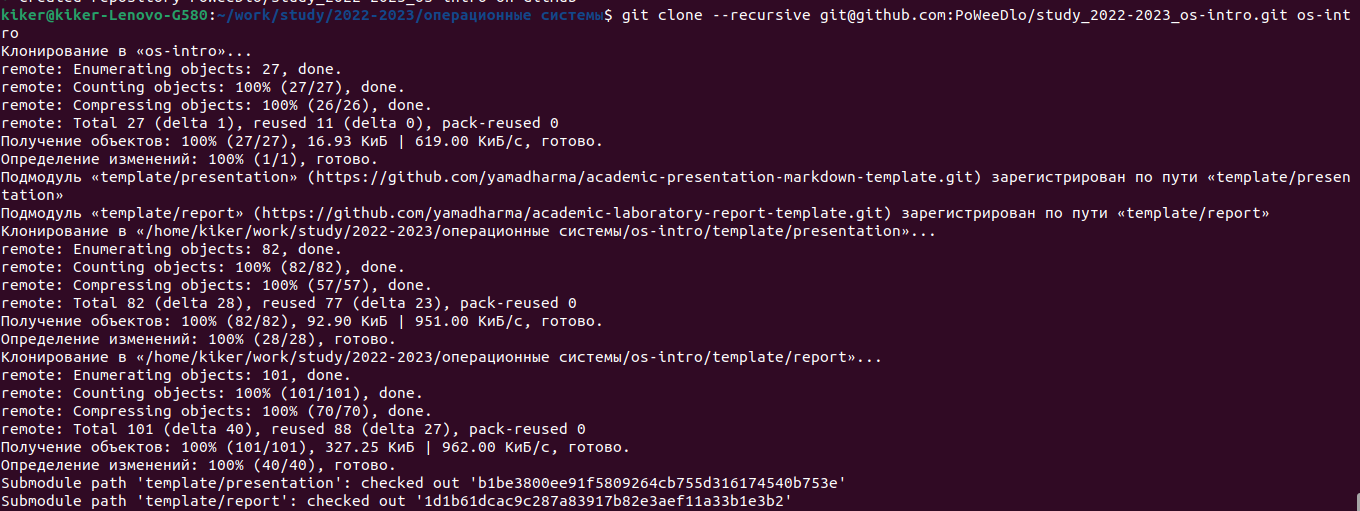 kiker@kiker-Lenovo-G580:~/work/study/2022-2023/операционные системы$ git clone --recursive git@github.com:PoWeeDlo/study_2022-2023_os-intro.git os-int
ro
Клонирование в «os-intro»...
remote: Enumerating objects: 27, done.
remote: Counting objects: 100% (27/27), done.
remote: Compressing objects: 100% (26/26), done.
remote: Total 27 (delta 1), reused 11 (delta 0), pack-reused 0
Получение объектов: 100% (27/27), 16.93 КиБ | 619.00 КиБ/с, готово.
Определение изменений: 100% (1/1), готово.
Подмодуль «template/presentation» (https://github.com/yamadharma/academic-presentation-markdown-template.git) зарегистрирован по пути «template/presen
tation»
Подмодуль «template/report» (https://github.com/yamadharma/academic-laboratory-report-template.git) зарегистрирован по пути «template/report»
Клонирование в «/home/kiker/work/study/2022-2023/операционные системы/os-intro/template/presentation»...
remote: Enumerating objects: 82, done.
remote: Counting objects: 100% (82/82), done.
remote: Compressing objects: 100% (57/57), done.
remote: Total 82 (delta 28), reused 77 (delta 23), pack-reused 0
Получение объектов: 100% (82/82), 92.90 КиБ | 951.00 КиБ/с, готово.
Определение изменений: 100% (28/28), готово.
Клонирование в «/home/kiker/work/study/2022-2023/операционные системы/os-intro/template/report»...
remote: Enumerating objects: 101, done.
remote: Counting objects: 100% (101/101), done.
remote: Compressing objects: 100% (70/70), done.
remote: Total 101 (delta 40), reused 88 (delta 27), pack-reused 0
Получение объектов: 100% (101/101), 327.25 КиБ | 962.00 КиБ/с, готово.
Определение изменений: 100% (40/40), готово.
Submodule path 'template/presentation': checked out 'b1be3800ee91f5809264cb755d316174540b753e'
Submodule path 'template/report': checked out '1d1b61dcac9c287a83917b82e3aef11a33b1e3b2'